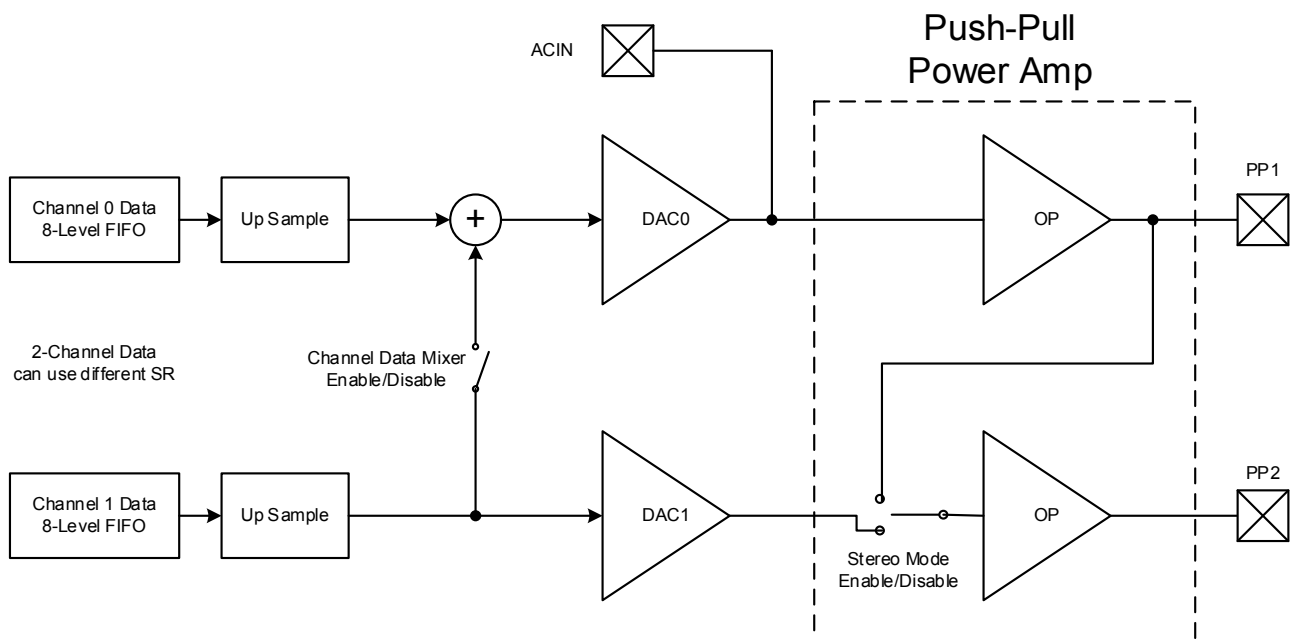 Push-Pull
Power Amp
ACIN
PP1
Channel 0 Data
8-Level FIFO
Up Sample
+
DAC0
OP
2-Channel Data
can use different SR
Channel Data Mixer
Enable/Disable
PP2
Channel 1 Data
8-Level FIFO
Up Sample
DAC1
OP
Stereo Mode
Enable/Disable